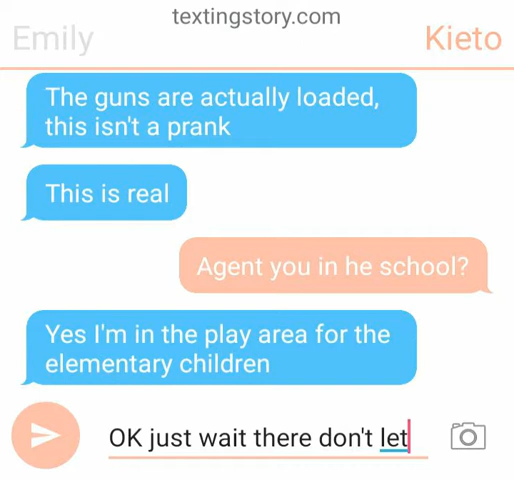 textingstory.com
Emily
Kieto
The guns are actually loaded,
this isn't a prank
This is real
Agent you in he school?
Yes I'm in the play area for the
elementary children
OK just wait there don't let